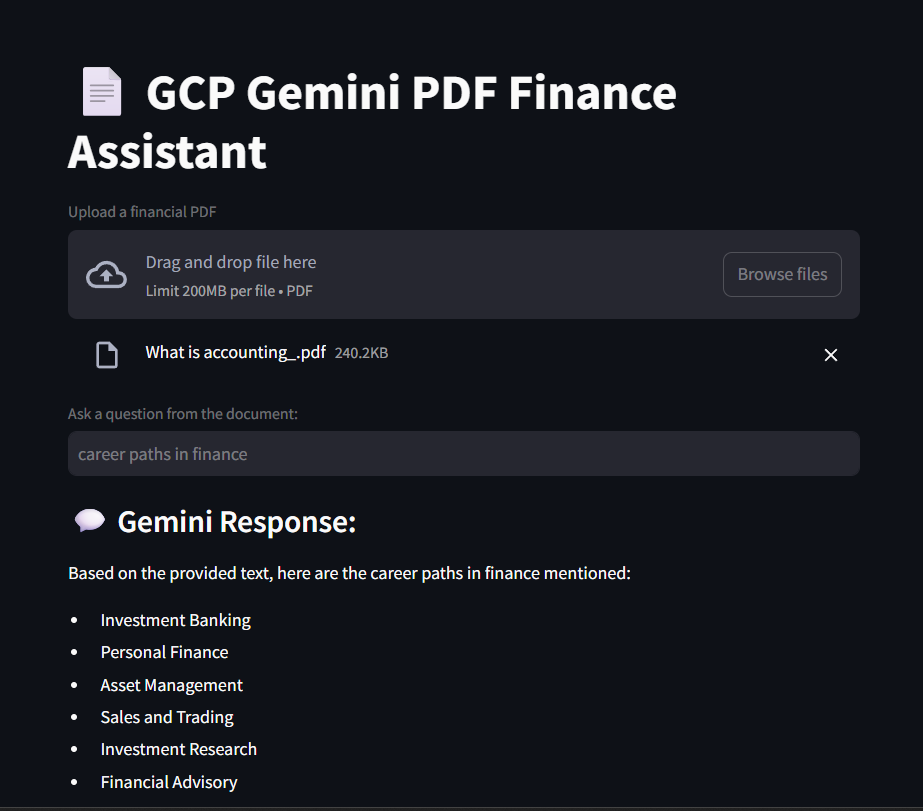 GCP Gemini PDF Finance
Assistant
Upload a financial PDF
Drag and drop file here
Limit 200MB per file • PDF
Browse files
What is accounting_.pdf 240.2KB
Ask a question from the document:
career paths in finance
Gemini Response:
Based on the provided text, here are the career paths in finance mentioned:
• Investment Banking
• Personal Finance
• Asset Management
• Sales and Trading
• Investment Research
• Financial Advisory